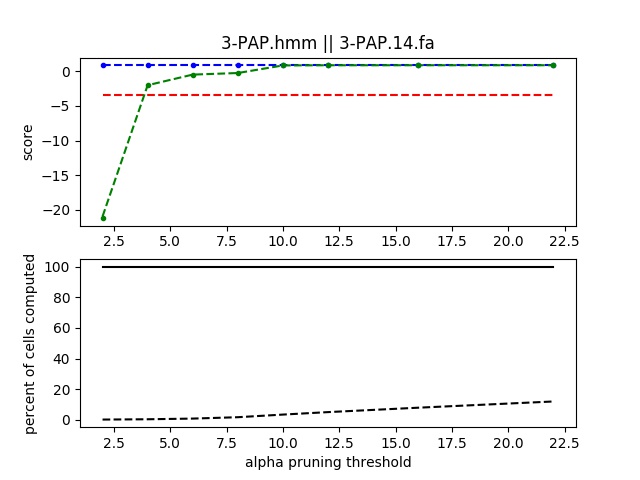 3-PAP.hmm || 3-PAP.14.fa
score
0
−5
−10
−15
−20
2.5 5.0 7.5 10.0 12.5 15.0 17.5 20.0 22.5
percent of cells computed
100
80
60
40
20
0
2.5 5.0 7.5 10.0 12.5 15.0 17.5 20.0 22.5
alpha pruning threshold